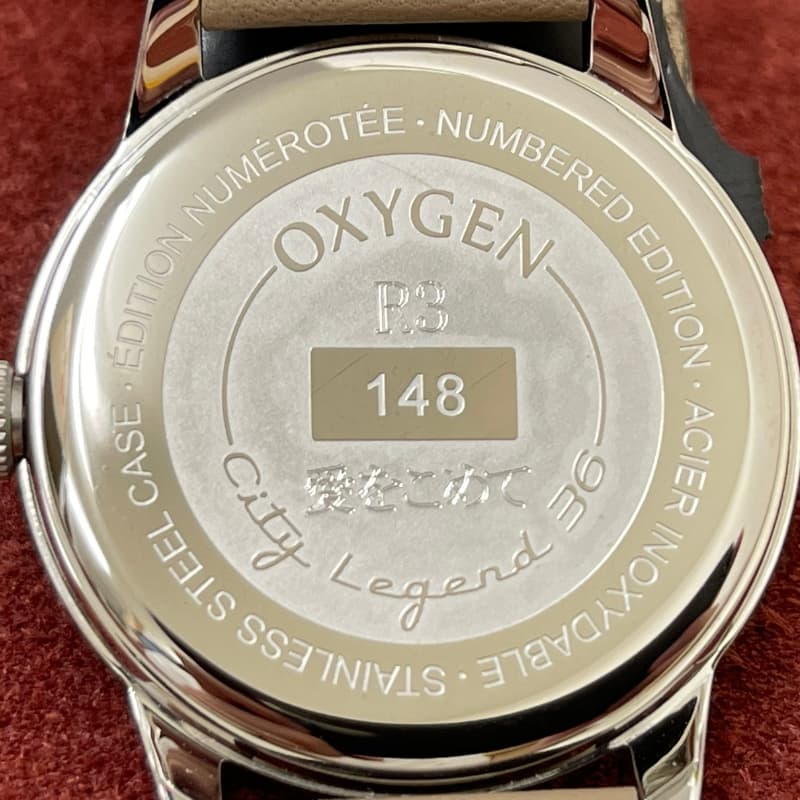 ÉDITION NUMÉROTÉE · NUMBERED EDITION · ACIER INOXYDABLE · STAINLESS STEEL CASE ·
OXYGEN
R3
148
愛をこめて
City Legend 36